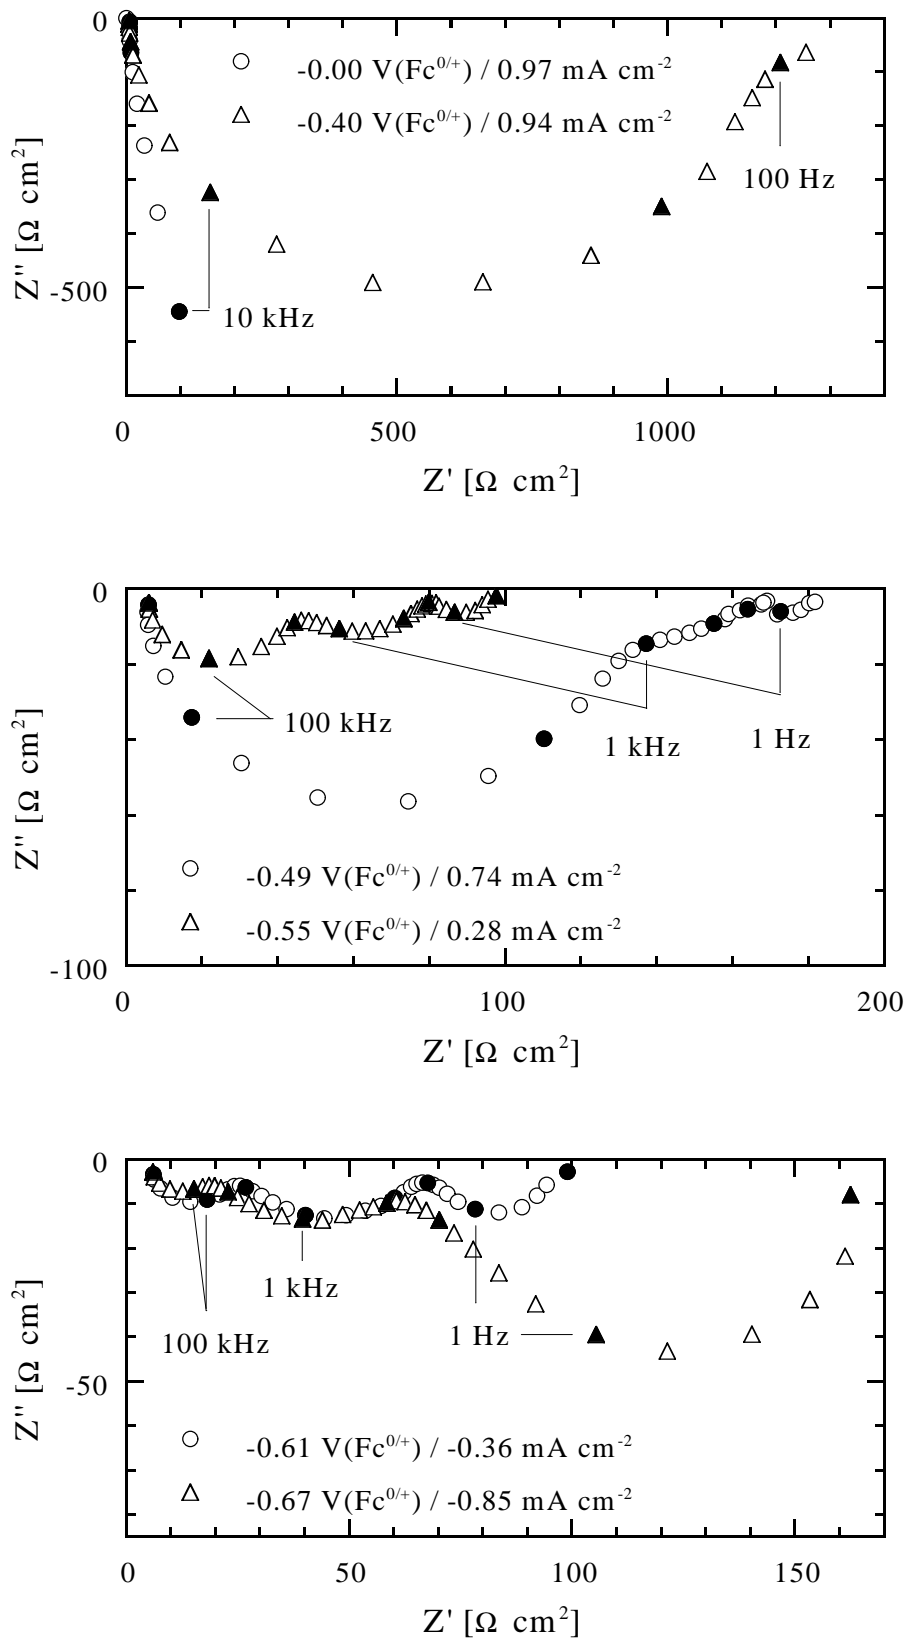 0
-0.00 V(Fc0/+) / 0.97 mA cm-2
-0.40 V(Fc0/+) / 0.94 mA cm-2
100 Hz
Z'' [Ω cm2]
-500
10 kHz
0 500 1000
Z' [Ω cm2]
0
100 kHz
1 kHz
1 Hz
Z'' [Ω cm2]
-0.49 V(Fc0/+) / 0.74 mA cm-2
-0.55 V(Fc0/+) / 0.28 mA cm-2
-100
0 100 200
Z' [Ω cm2]
0
1 kHz
100 kHz
1 Hz
Z'' [Ω cm2]
-50
-0.61 V(Fc0/+) / -0.36 mA cm-2
-0.67 V(Fc0/+) / -0.85 mA cm-2
0 50 100 150
Z' [Ω cm2]